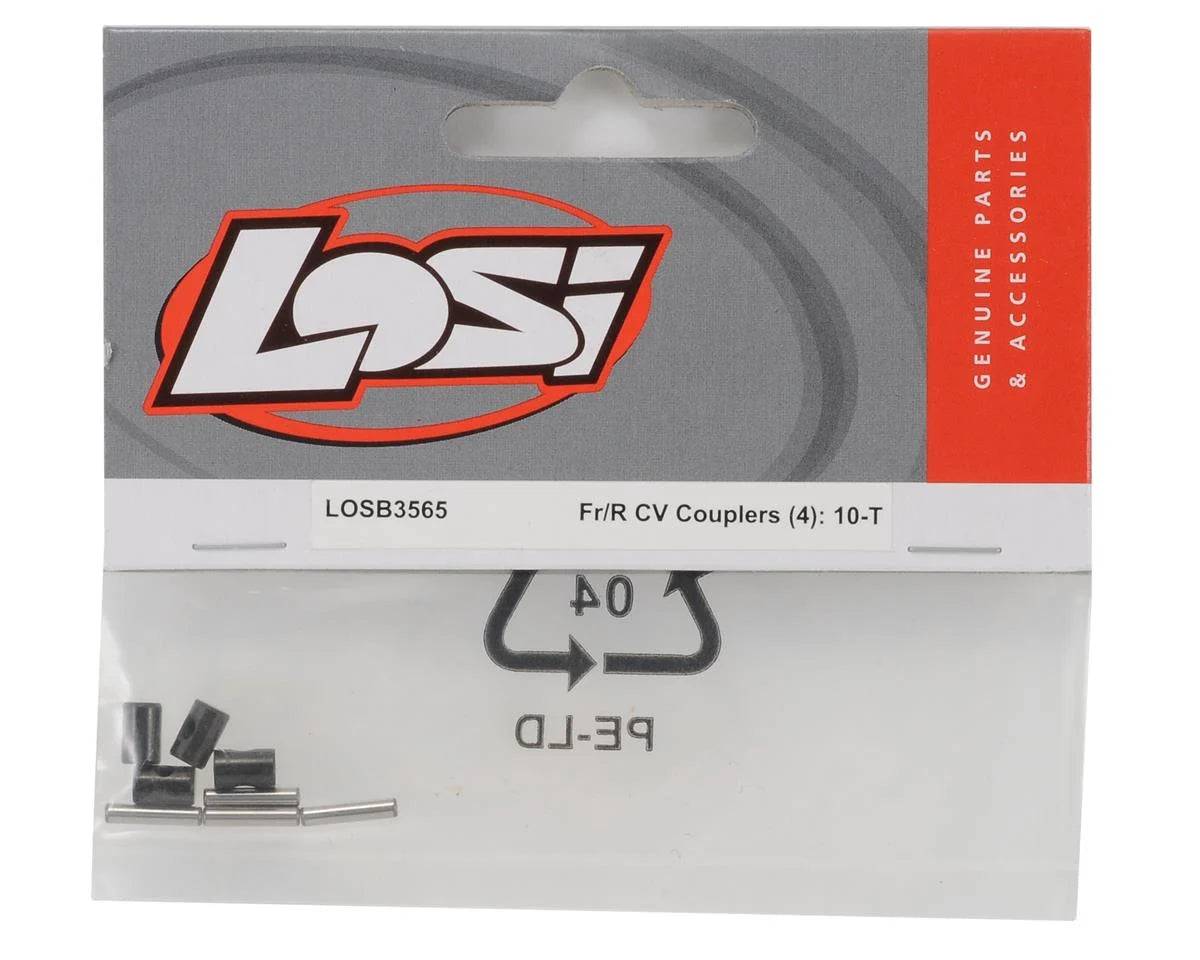 Losi
GENUINE PARTS
& ACCESSORIES
LOSB3565 Fr/R CV Couplers (4): 10-T
04
PE-LD